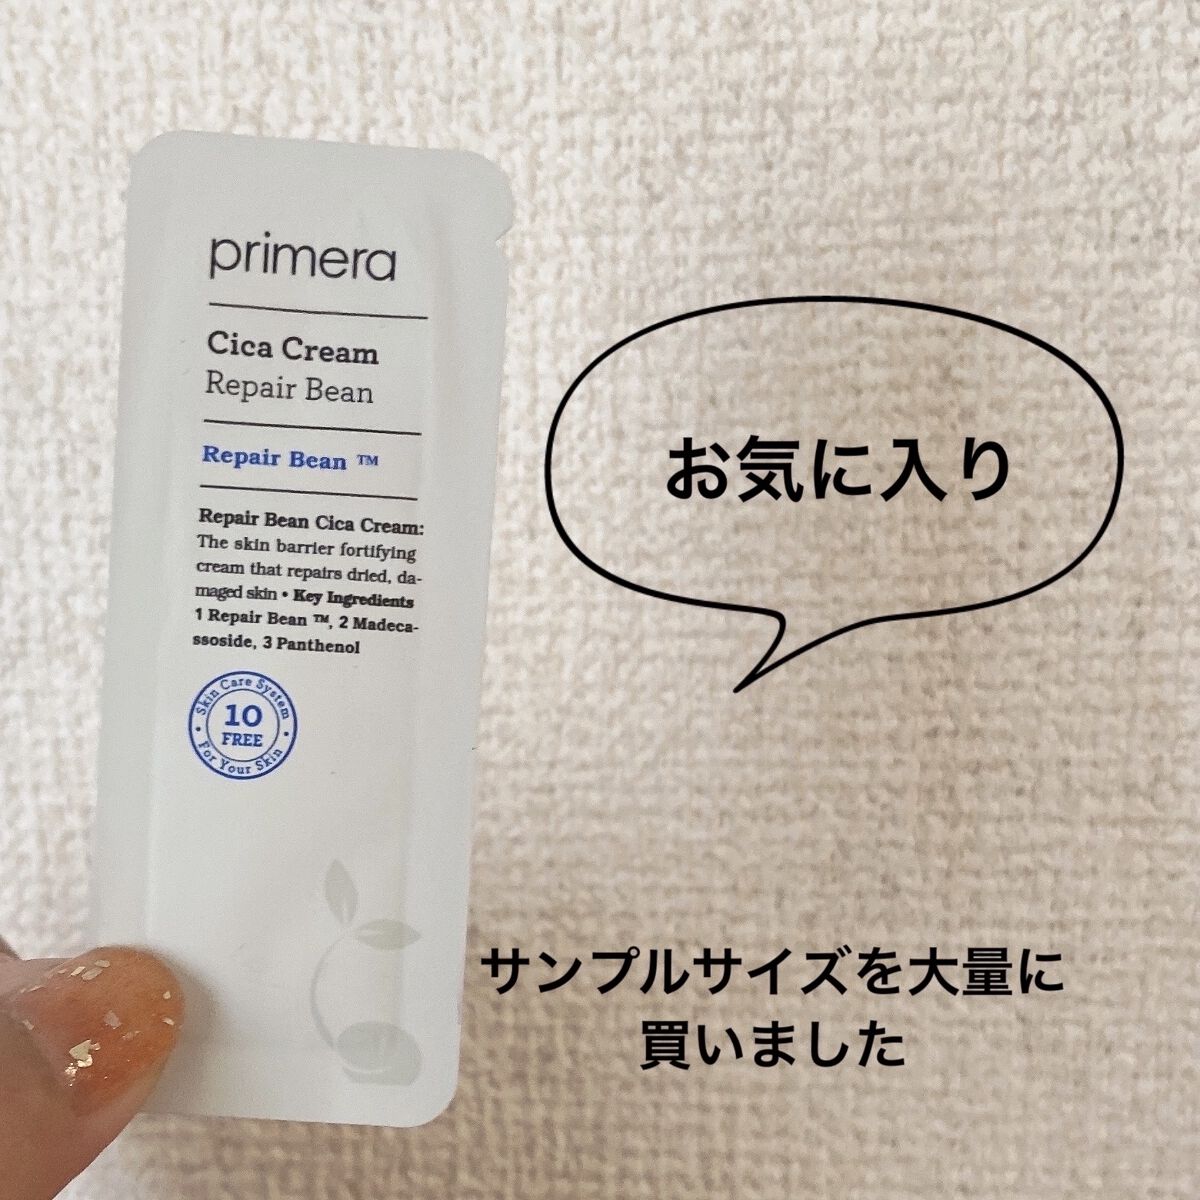 primera
Cica Cream
Repair Bean
Repair Bean ™
Repair Bean Cica Cream:
The skin barrier fortifying
cream that repairs dried, da-
maged skin • Key Ingredients
1 Repair Bean ™, 2 Madeca-
ssoside, 3 Panthenol
Skin Care System
10
FREE
For Your Skin
お気に入り
サンプルサイズを大量に
買いました